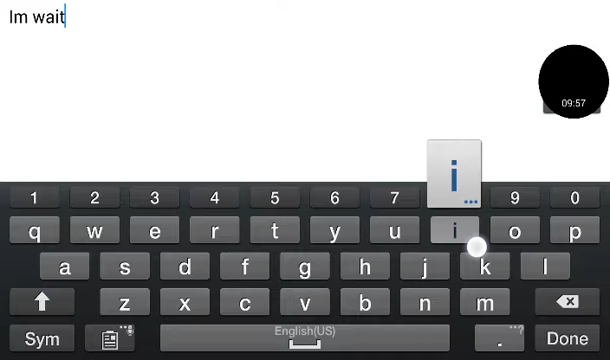 Im wait
09:57
i
1 2 3 4 5 6 7 9 0
q w e r t y u i o p
a s d f g h j k l
z x c v b n m
English(US)
Sym . ? Done